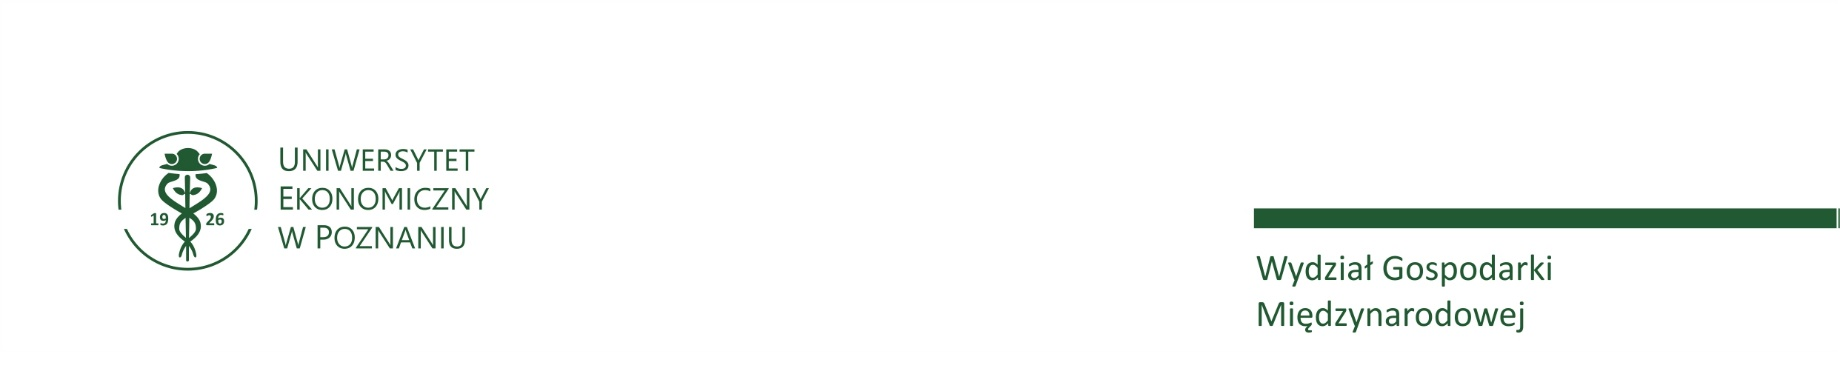 UNIWERSYTET
EKONOMICZNY
W POZNANIU
19 26
Wydział Gospodarki
Międzynarodowej